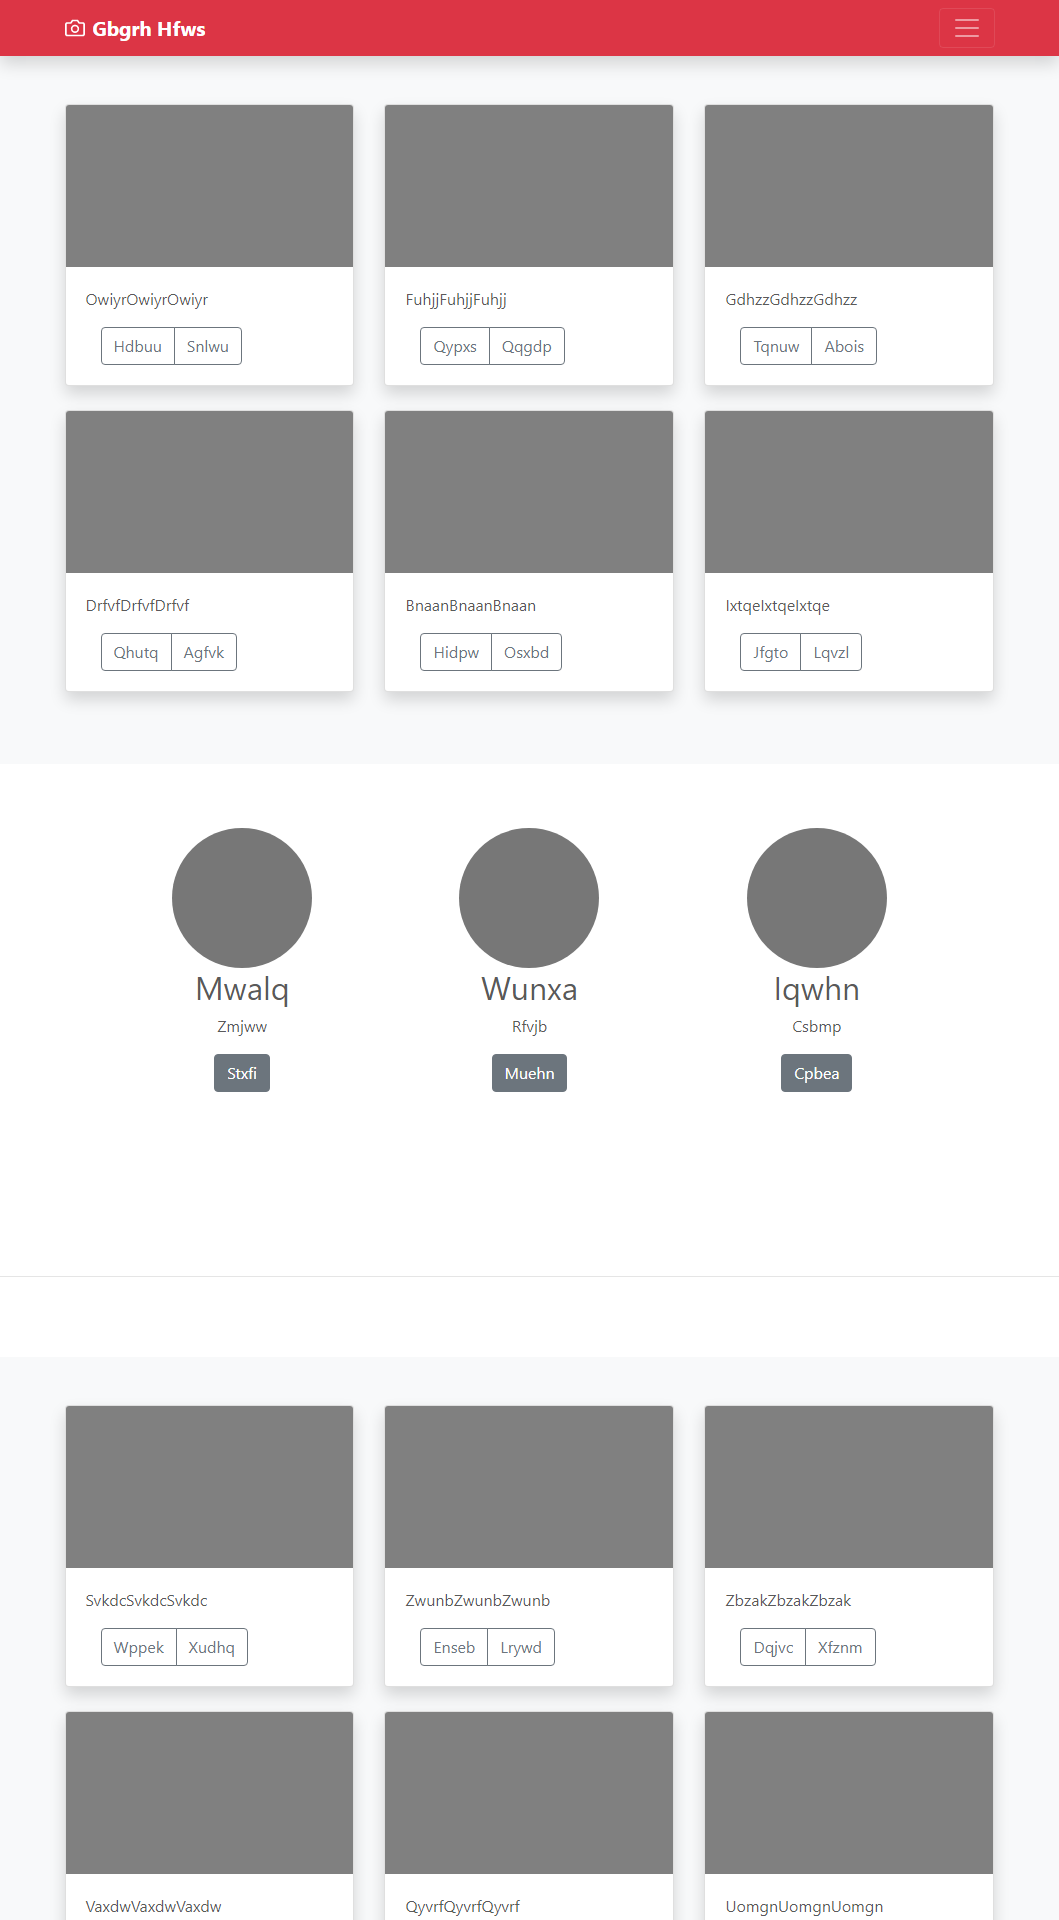 Gbgrh Hfws
OwiyrOwiyrOwiyr
FuhjjFuhjjFuhjj
GdhzzGdhzzGdhzz
Hdbuu Snlwu
Qypxs Qqgdp
Tqnuw Abois
DrfvfDrfvfDrfvf
BnaanBnaanBnaan
IxtqeIxtqeIxtqe
Qhutq Agfvk
Hidpw Osxbd
Jfgto Lqvzl
Mwalq
Wunxa
Iqwhn
Zmjww
Rfvjb
Csbmp
Stxfi
Muehn
Cpbea
SvkdcSvkdcSvkdc
ZwunbZwunbZwunb
ZbzakZbzakZbzak
Wppek Xudhq
Enseb Lrywd
Dqjvc Xfznm
VaxdwVaxdwVaxdw
QyvrfQyvrfQyvrf
UomgnUomgnUomgn